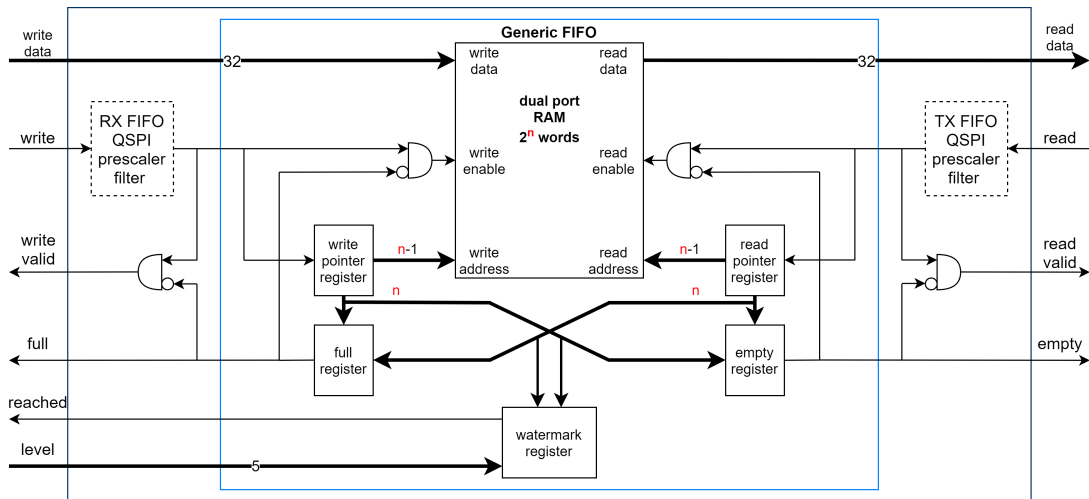 write
data
Generic FIFO
read
data
32
write
data
read
data
32
dual port
RAM
2ⁿ words
RX FIFO
QSPI
prescaler
filter
TX FIFO
QSPI
prescaler
filter
write
read
write
enable
read
enable
write
valid
write
pointer
register
n-1
write
address
read
address
n-1
read
pointer
register
read
valid
n
n
full
full
register
empty
register
empty
reached
watermark
register
level
5